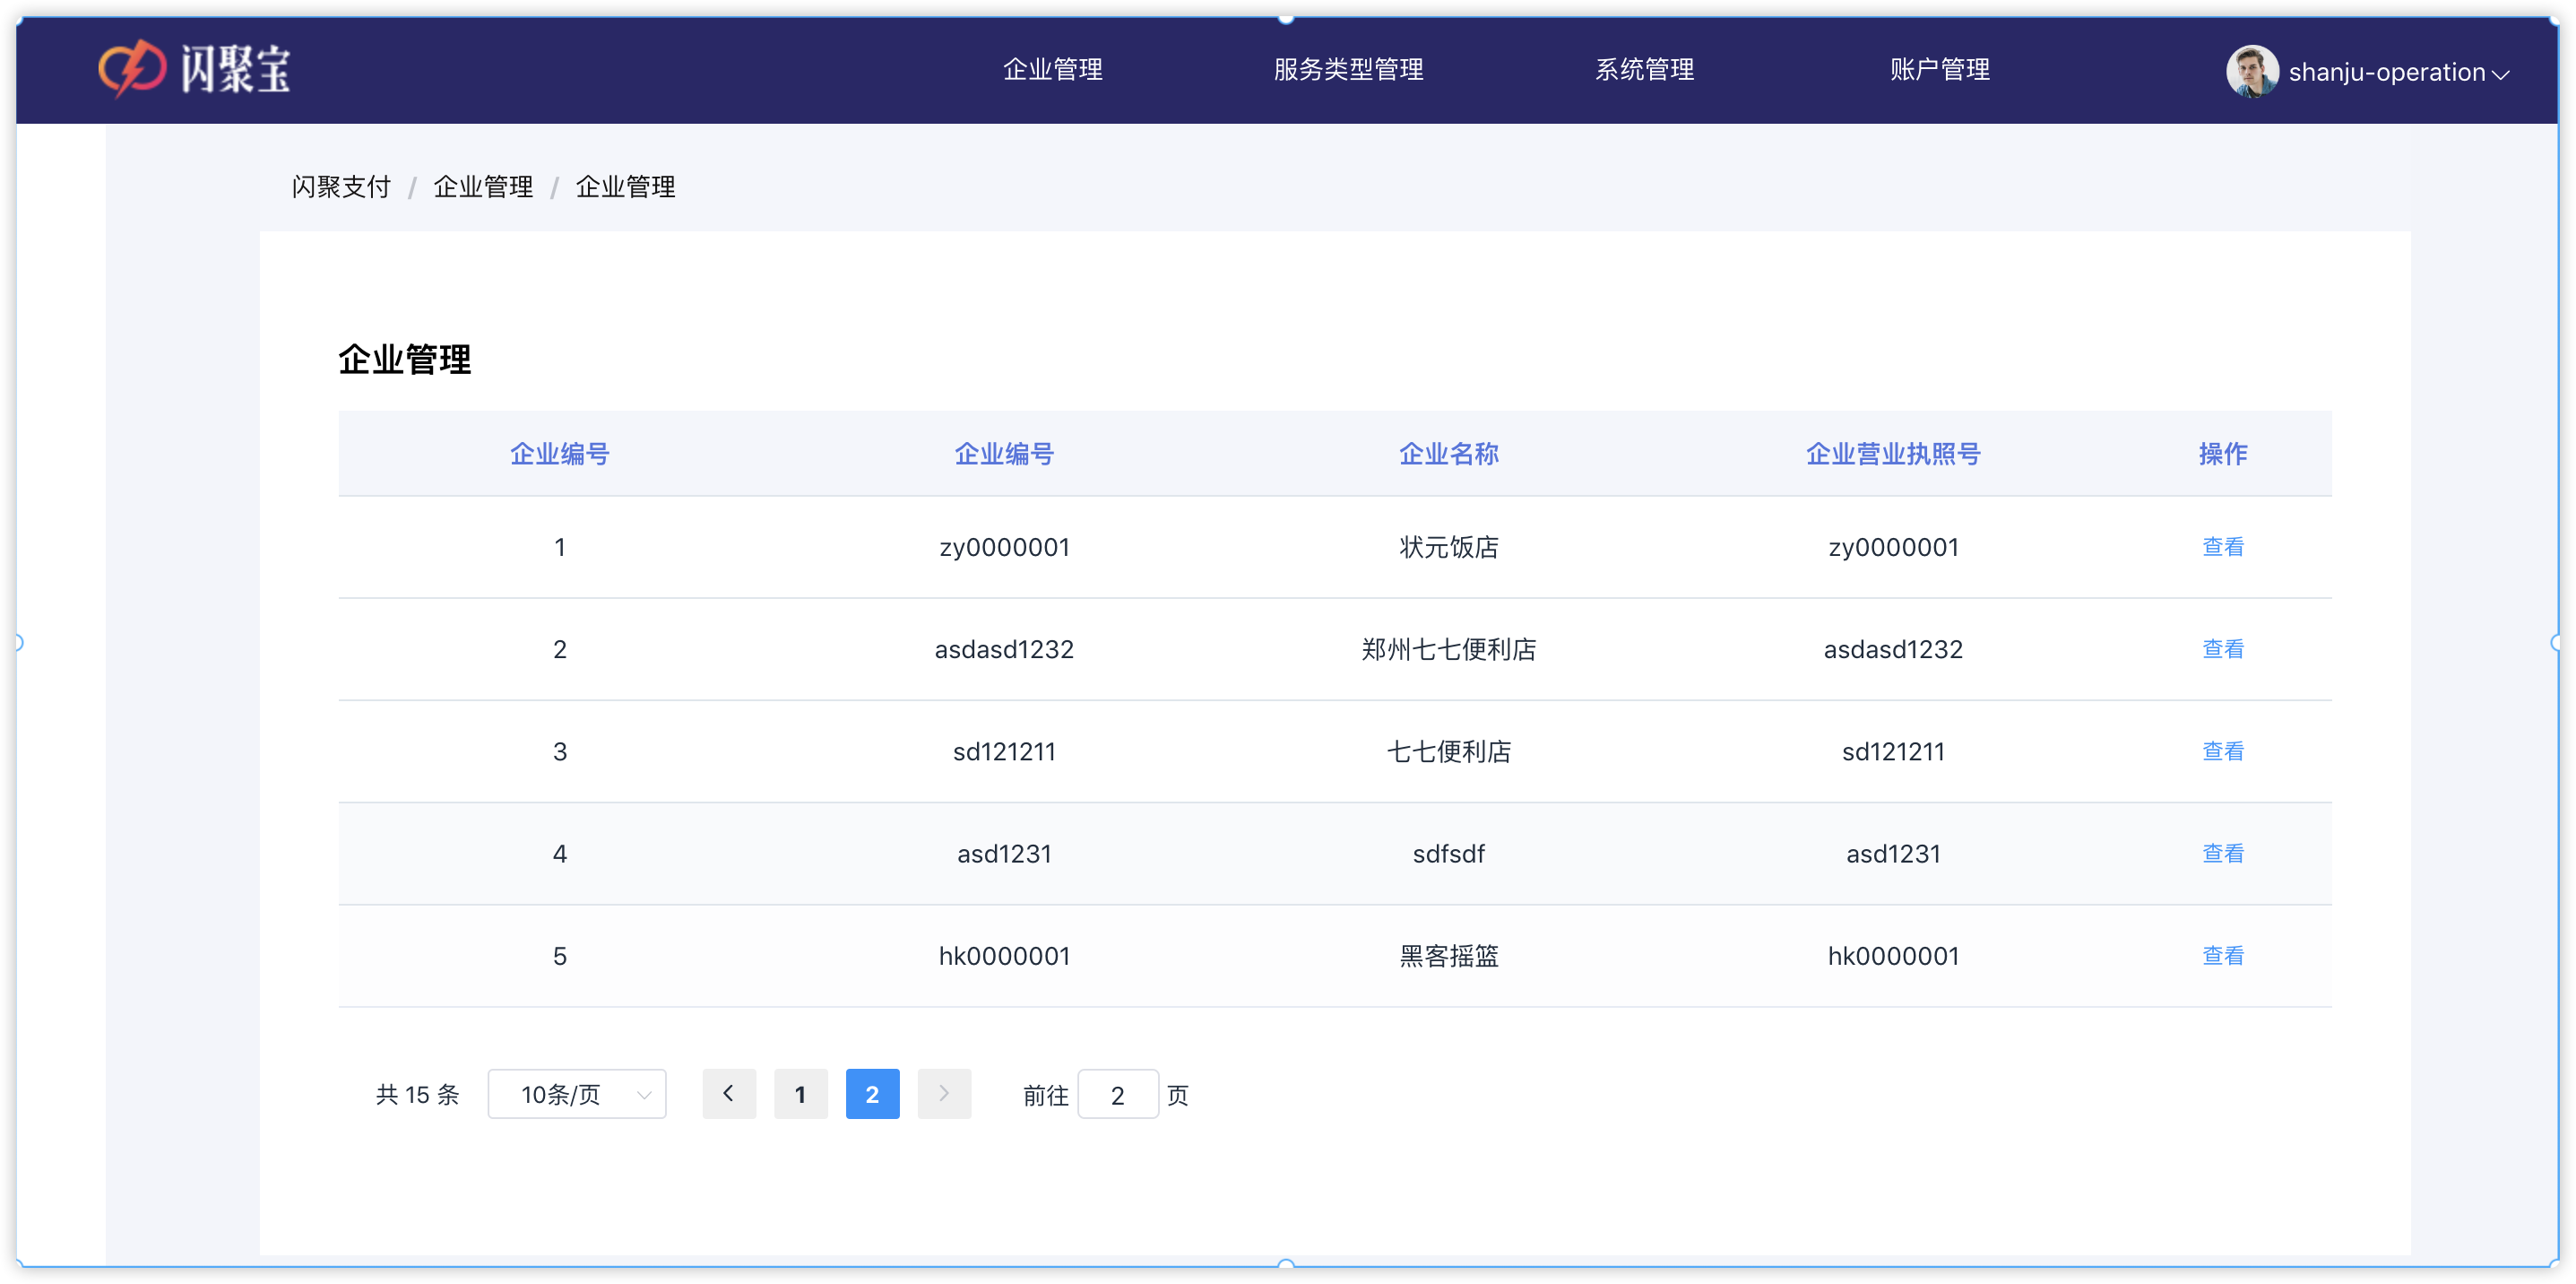 闪聚宝 企业管理 服务类型管理 系统管理 账户管理 shanju-operation
闪聚支付 / 企业管理 / 企业管理
企业管理
企业编号 企业编号 企业名称 企业营业执照号 操作
1 zy0000001 状元饭店 zy0000001 查看
2 asdasd1232 郑州七七便利店 asdasd1232 查看
3 sd121211 七七便利店 sd121211 查看
4 asd1231 sdfsdf asd1231 查看
5 hk0000001 黑客摇篮 hk0000001 查看
共 15 条 10条/页 1 2 前往 2 页